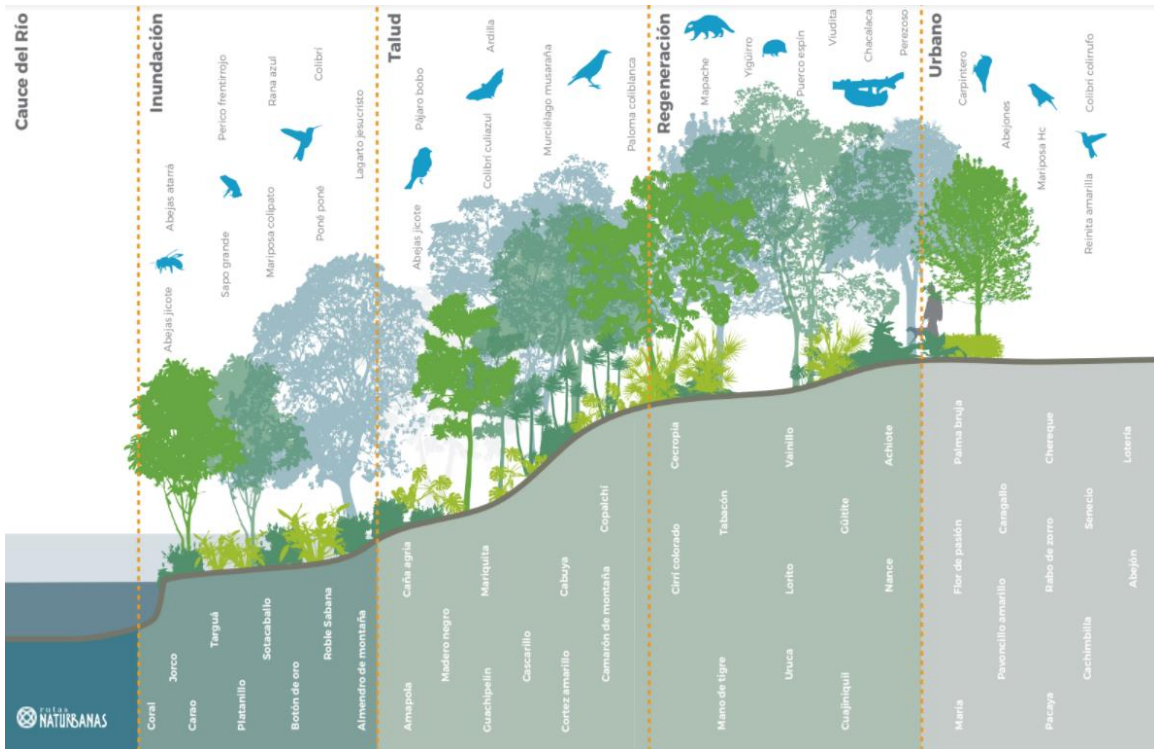 Cauce del Río
rutas
NATURBANAS
Inundación
Abejas jicote
Abejas atarrá
Sapo grande
Perico frentirrojo
Mariposa colipato
Rana azul
Poné poné
Colibrí
Lagarto jesucristo
Coral
Jorco
Carao
Targuá
Platanillo
Sotacaballo
Botón de oro
Roble Sabana
Almendro de montaña
Talud
Abejas jicote
Pájaro bobo
Colibrí culiazul
Ardilla
Murciélago musaraña
Paloma coliblanca
Amapola
Caña agria
Madero negro
Guachipelín
Mariquita
Cascarillo
Cortez amarillo
Cabuya
Camarón de montaña
Copalchí
Regeneración
Mapache
Yigüirro
Puerco espín
Viudita
Chacalaca
Perezoso
Cirrí colorado
Cecropia
Mano de tigre
Tabacón
Uruca
Lorito
Vainillo
Cuajiniquil
Güitite
Nance
Achiote
Urbano
Carpintero
Abejones
Mariposa Hc
Reinita amarilla
Colibrí colirrufo
María
Flor de pasión
Palma bruja
Pavoncillo amarillo
Caragallo
Pacaya
Rabo de zorro
Chereque
Cachimbilla
Senecio
Abejón
Lotería